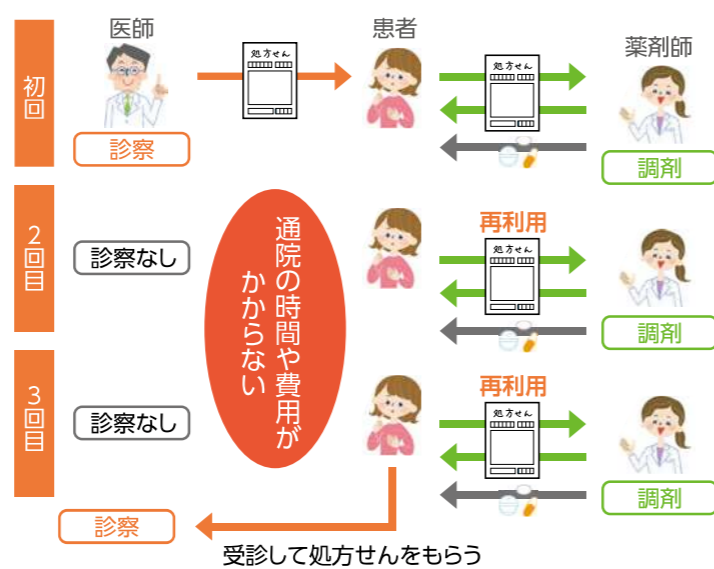 医師
患者
薬剤師
初回
処方せん
処方せん
診察
調剤
2回目
診察なし
通院の時間や費用が
かからない
再利用
処方せん
調剤
3回目
診察なし
再利用
処方せん
調剤
診察
受診して処方せんをもらう